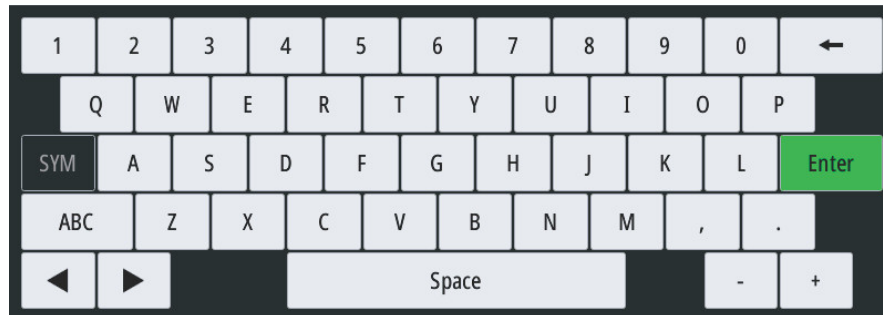 1 2 3 4 5 6 7 8 9 0 ←
Q W E R T Y U I O P
SYM A S D F G H J K L Enter
ABC Z X C V B N M , .
◀ ▶ Space - +